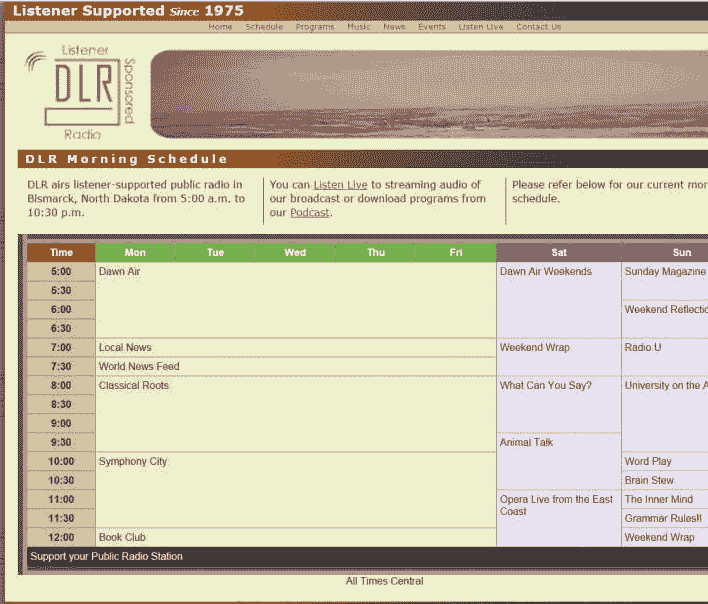 Listener Supported Since 1975
Home Schedule Programs Music News Events Listen Live Contact Us
Listener
DLR
Sponsored
Radio
DLR Morning Schedule
DLR airs listener-supported public radio in
Bismarck, North Dakota from 5:00 a.m. to
10:30 p.m.
You can Listen Live to streaming audio of
our broadcast or download programs from
our Podcast.
Please refer below for our current
schedule.
Time Mon Tue Wed Thu Fri Sat Sun
5:00 Dawn Air Dawn Air Weekends Sunday Magazine
5:30
6:00 Weekend
6:30
7:00 Local News Weekend Wrap Radio U
7:30 World News Feed
8:00 Classical Roots What Can You Say? University on the
8:30
9:00
9:30 Animal Talk
10:00 Symphony City Word Play
10:30 Brain Stew
11:00 Opera Live from the East The Inner Mind
Coast
11:30 Grammar Rules!!
12:00 Book Club Weekend Wrap
Support your Public Radio Station
All Times Central